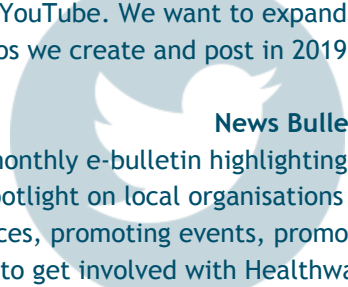 YouTube. We want to expand
os we create and post in 2019
News Bulle
monthly e-bulletin highlighting
potlight on local organisations
ces, promoting events, promo
to get involved with Healthwa